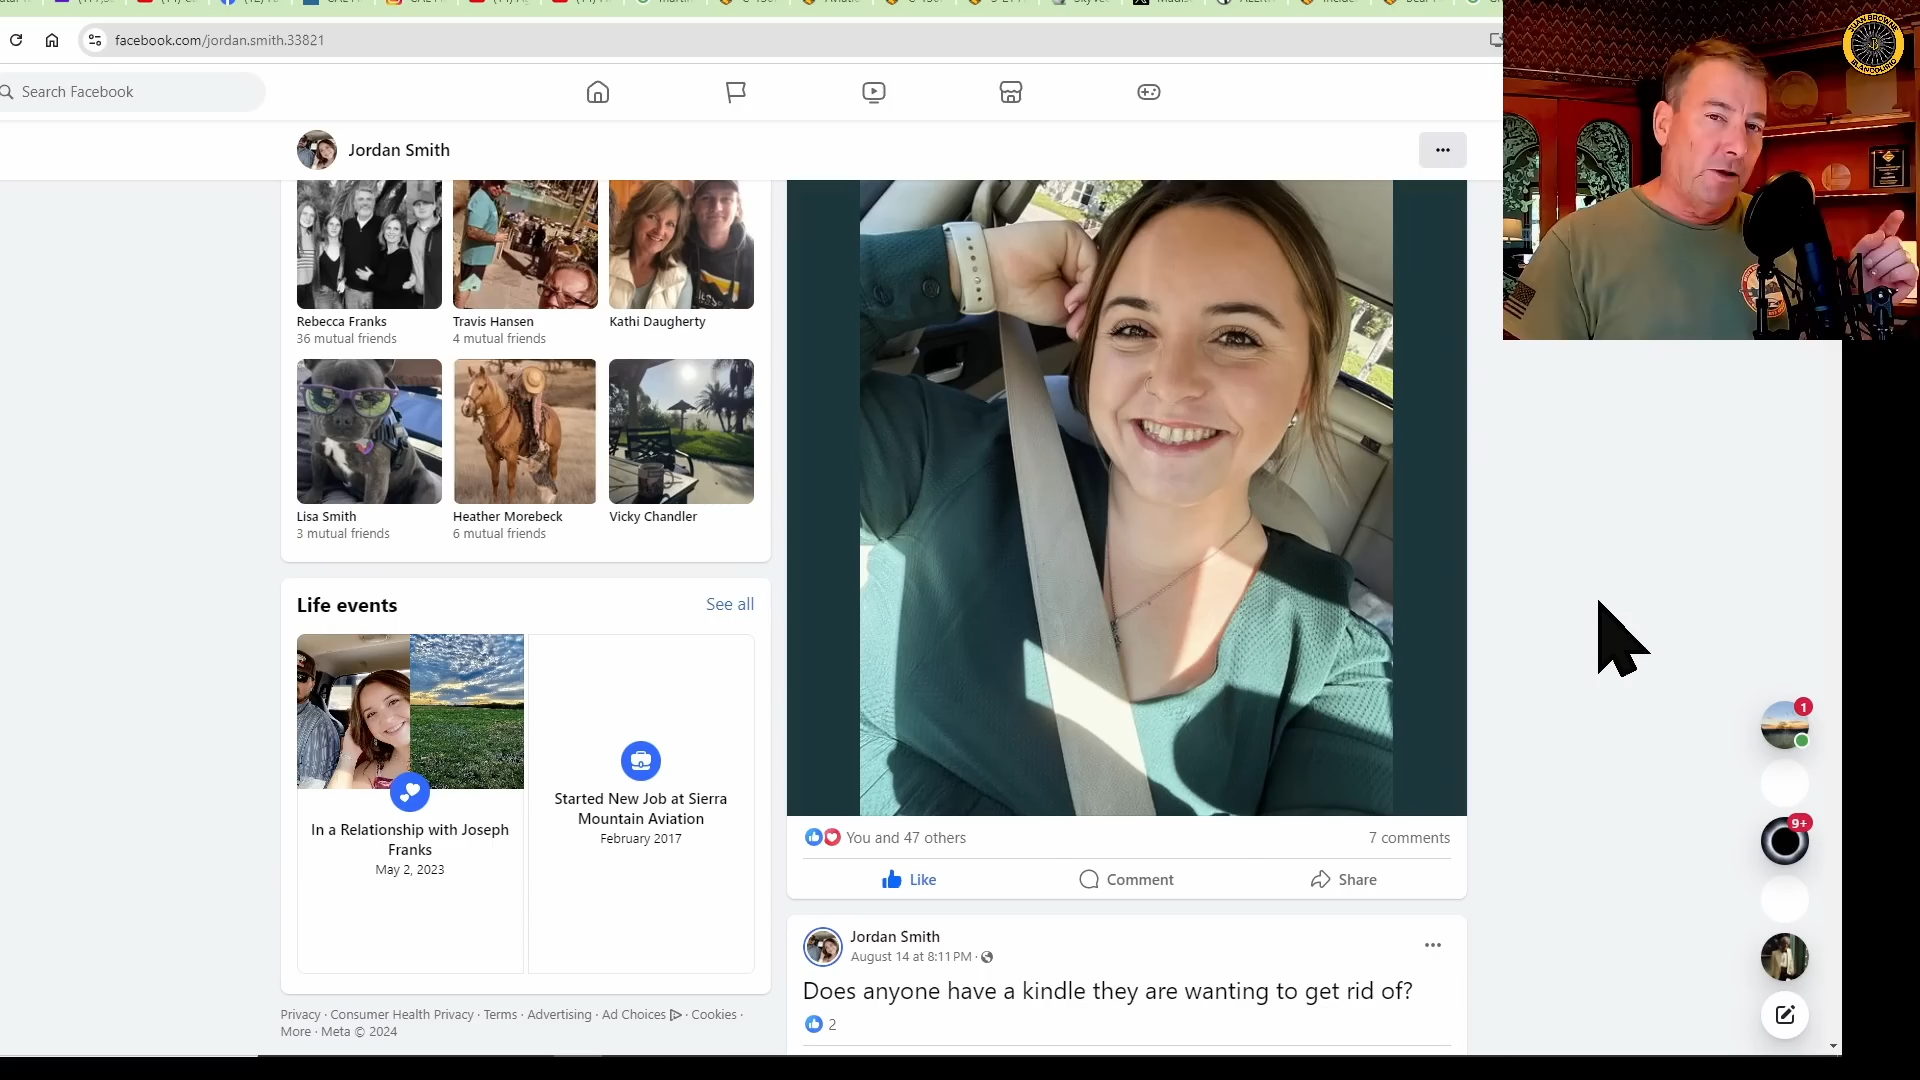 facebook.com/jordan.smith.33821
Search Facebook
Jordan Smith
Rebecca Franks
36 mutual friends
Travis Hansen
4 mutual friends
Kathi Daugherty
Lisa Smith
3 mutual friends
Heather Morebeck
6 mutual friends
Vicky Chandler
Life events
See all
In a Relationship with Joseph
Franks
May 2, 2023
Started New Job at Sierra
Mountain Aviation
February 2017
Privacy · Consumer Health Privacy · Terms · Advertising · Ad Choices · Cookies ·
More · Meta © 2024
You and 47 others
7 comments
Like
Comment
Share
Jordan Smith
August 14 at 8:11 PM ·
Does anyone have a kindle they are wanting to get rid of?
2
JUAN BROWNE
BLANCOLIRIO
1
9+